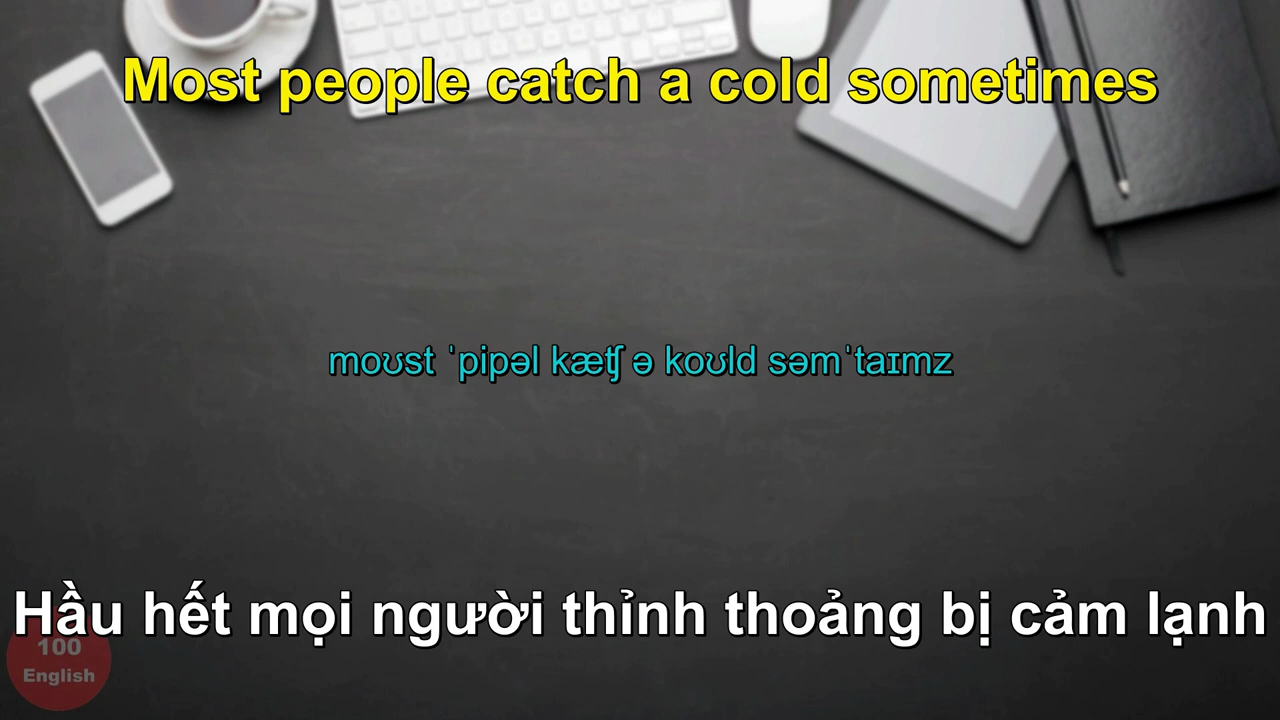 Most people catch a cold sometimes
moʊst ˈpipəl kæʧ ə koʊld səmˈtaɪmz
Hầu hết mọi người thỉnh thoảng bị cảm lạnh
100
English